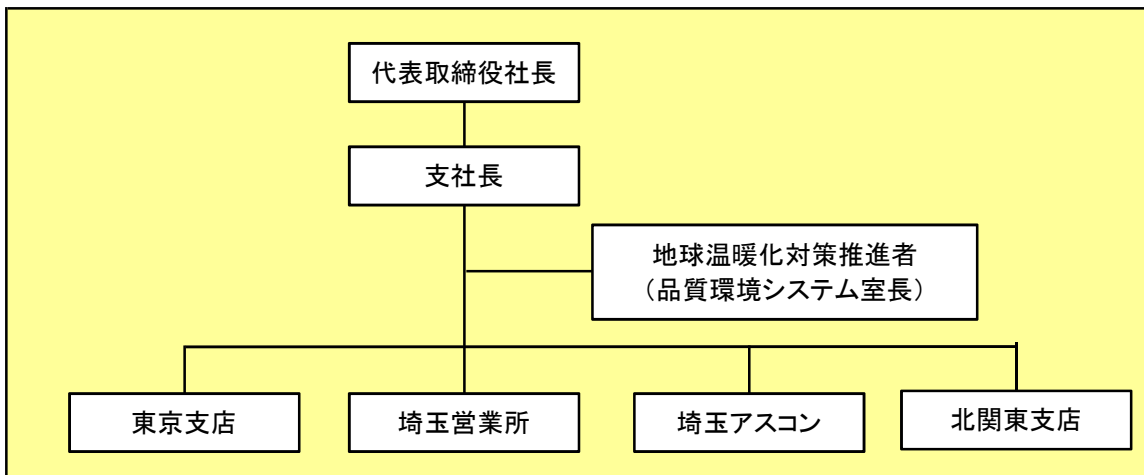 代表取締役社長
支社長
地球温暖化対策推進者
（品質環境システム室長）
東京支店
埼玉営業所
埼玉アスコン
北関東支店